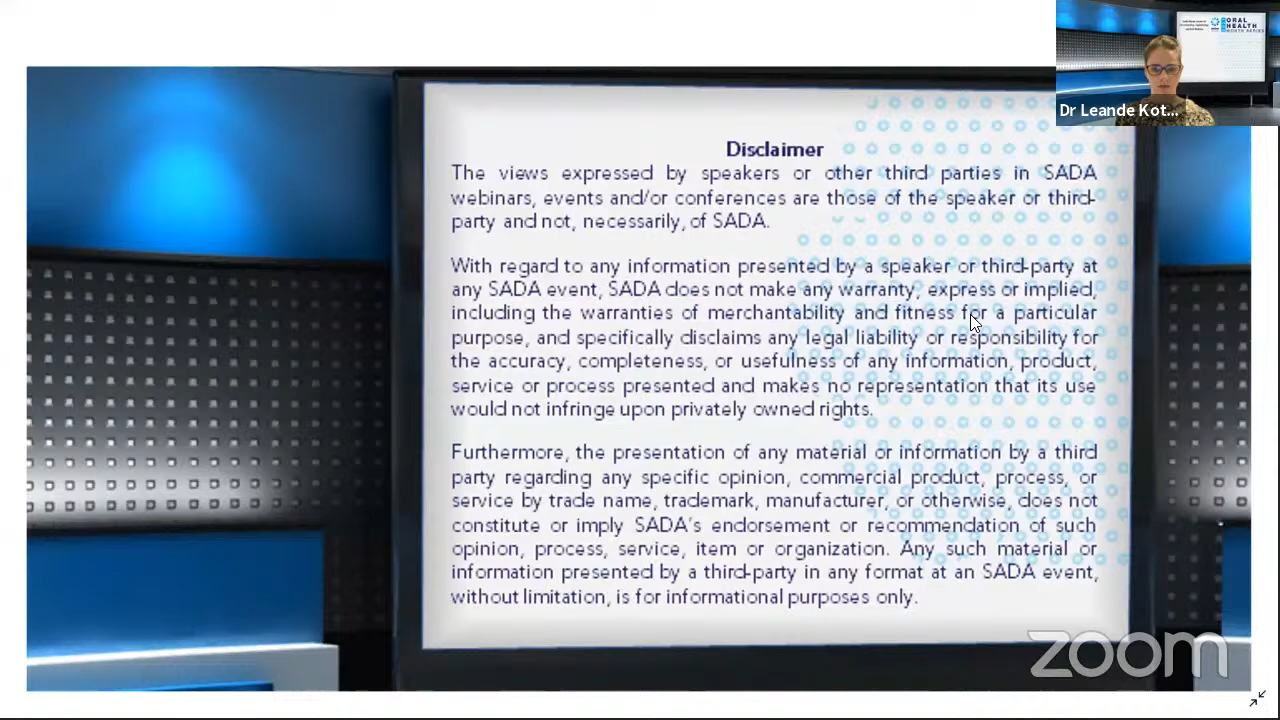 ORAL
HEALTH
MONTH SERIES
Dr Leande Kot...
Disclaimer
The views expressed by speakers or other third parties in SADA
webinars, events and/or conferences are those of the speaker or third-
party and not, necessarily, of SADA.
With regard to any information presented by a speaker or third-party at
any SADA event, SADA does not make any warranty, express or implied,
including the warranties of merchantability and fitness for a particular
purpose, and specifically disclaims any legal liability or responsibility for
the accuracy, completeness, or usefulness of any information, product,
service or process presented and makes no representation that its use
would not infringe upon privately owned rights.
Furthermore, the presentation of any material or information by a third
party regarding any specific opinion, commercial product, process, or
service by trade name, trademark, manufacturer, or otherwise, does not
constitute or imply SADA's endorsement or recommendation of such
opinion, process, service, item or organization. Any such material or
information presented by a third-party in any format at an SADA event,
without limitation, is for informational purposes only.
zoom